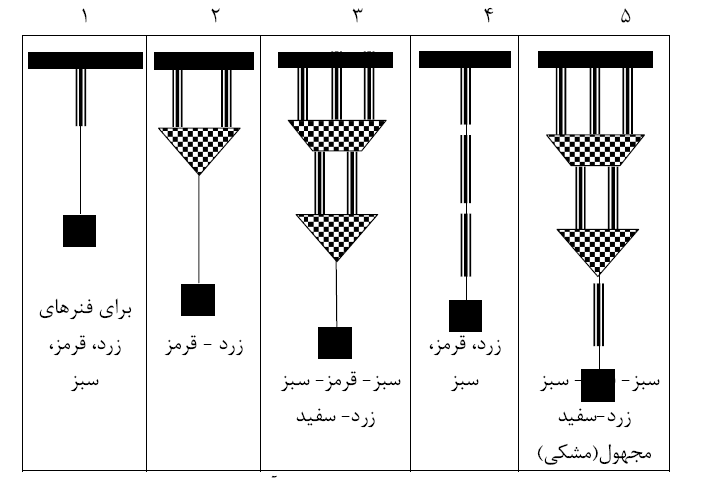 ۱ ۲ ۳ ۴ ۵
برای فنرهای
زرد، قرمز،
سبز
زرد - قرمز
سبز- قرمز- سبز
زرد- سفید
زرد، قرمز،
سبز
سبز- - سبز
زرد-سفید
مجهول(مشکی)